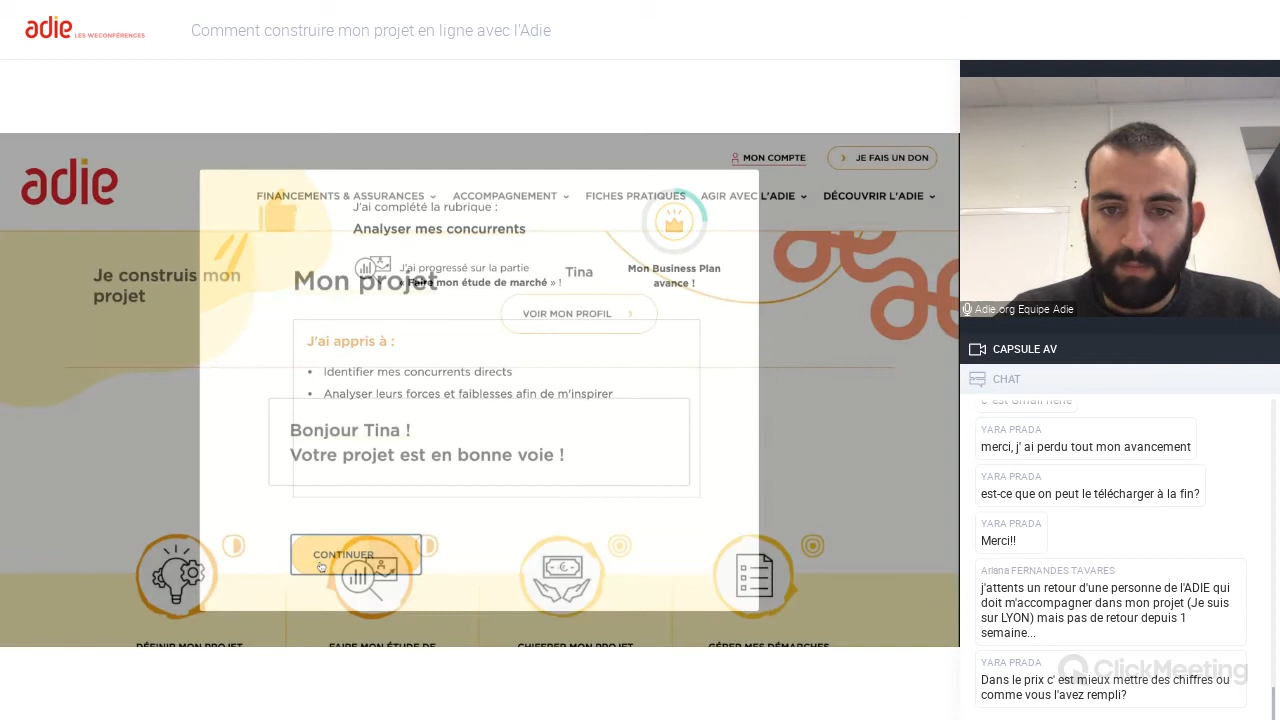 adie LES WECONFÉRENCES
Comment construire mon projet en ligne avec l'Adie
adie
MON COMPTE
JE FAIS UN DON
FINANCEMENTS & ASSURANCES
ACCOMPAGNEMENT
FICHES PRATIQUES
AGIR AVEC L'ADIE
DÉCOUVRIR L'ADIE
J'ai complété la rubrique :
Analyser mes concurrents
Je construis mon
projet
J'ai progressé sur la partie
« Faire mon étude de marché » !
Mon projet
Tina
Mon Business Plan
avance !
VOIR MON PROFIL
J'ai appris à :
• Identifier mes concurrents directs
• Analyser leurs forces et faiblesses afin de m'inspirer
Bonjour Tina !
Votre projet est en bonne voie !
CONTINUER
DÉFINIR MON PROJET
FAIRE MON ÉTUDE DE
CHIFFRER MON PROJET
GÉRER MES DÉMARCHES
Adie.org Equipe Adie
CAPSULE AV
CHAT
c' est Gmail hehe
YARA PRADA
merci, j' ai perdu tout mon avancement
YARA PRADA
est-ce que on peut le télécharger à la fin?
YARA PRADA
Merci!!
Ariana FERNANDES TAVARES
j'attents un retour d'une personne de l'ADIE qui
doit m'accompagner dans mon projet (Je suis
sur LYON) mais pas de retour depuis 1
semaine...
YARA PRADA
Dans le prix c' est mieux mettre des chiffres ou
comme vous l'avez rempli?
ClickMeeting